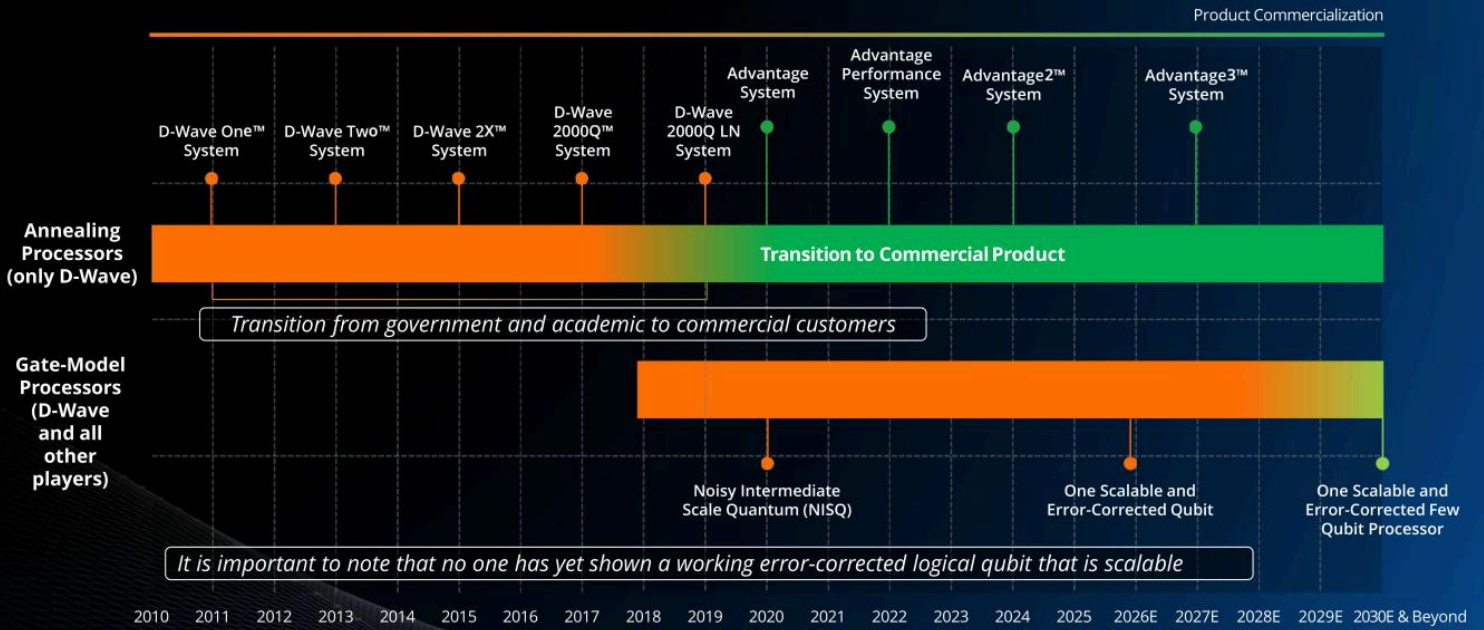 Product Commercialization
D-Wave One™
System
D-Wave Two™
System
D-Wave 2X™
System
D-Wave
2000Q™
System
D-Wave
2000Q LN
System
Advantage
System
Advantage
Performance
System
Advantage2™
System
Advantage3™
System
Annealing
Processors
(only D-Wave)
Transition to Commercial Product
Transition from government and academic to commercial customers
Gate-Model
Processors
(D-Wave
and all
other
players)
Noisy Intermediate
Scale Quantum (NISQ)
One Scalable and
Error-Corrected Qubit
One Scalable and
Error-Corrected Few
Qubit Processor
It is important to note that no one has yet shown a working error-corrected logical qubit that is scalable
2010 2011 2012 2013 2014 2015 2016 2017 2018 2019 2020 2021 2022 2023 2024 2025 2026E 2027E 2028E 2029E 2030E & Beyond